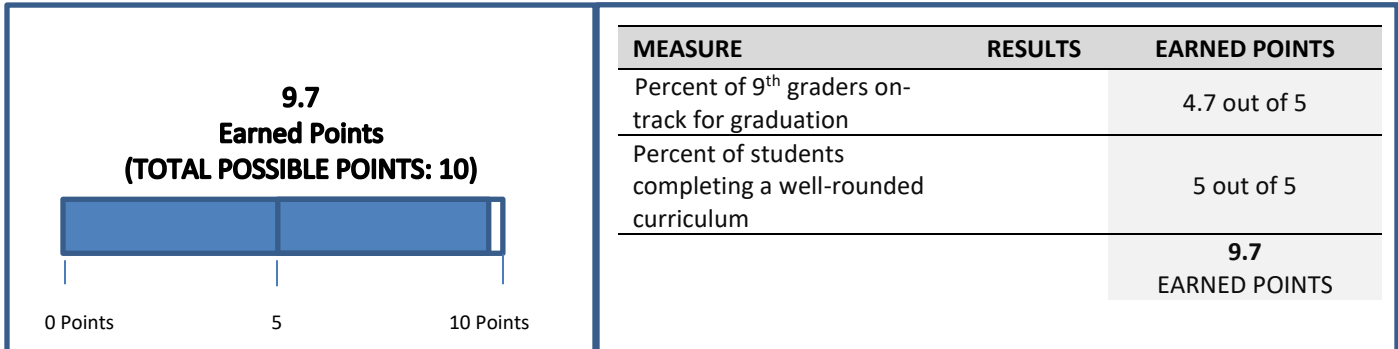 9.7
Earned Points
(TOTAL POSSIBLE POINTS: 10)
0 Points 5 10 Points
MEASURE RESULTS EARNED POINTS
Percent of 9th graders on-
track for graduation
4.7 out of 5
Percent of students
completing a well-rounded
curriculum
5 out of 5
9.7
EARNED POINTS